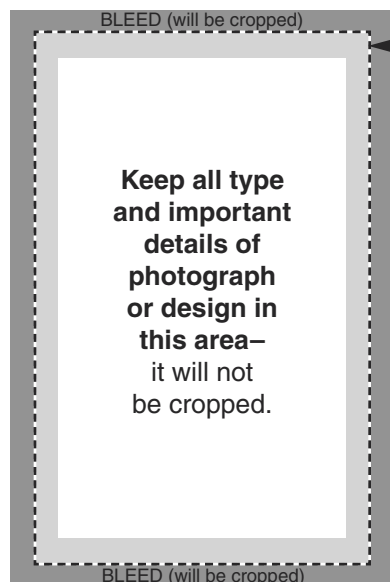 BLEED (will be cropped)
Keep all type
and important
details of
photograph
or design in
this area–
it will not
be cropped.
BLEED (will be cropped)